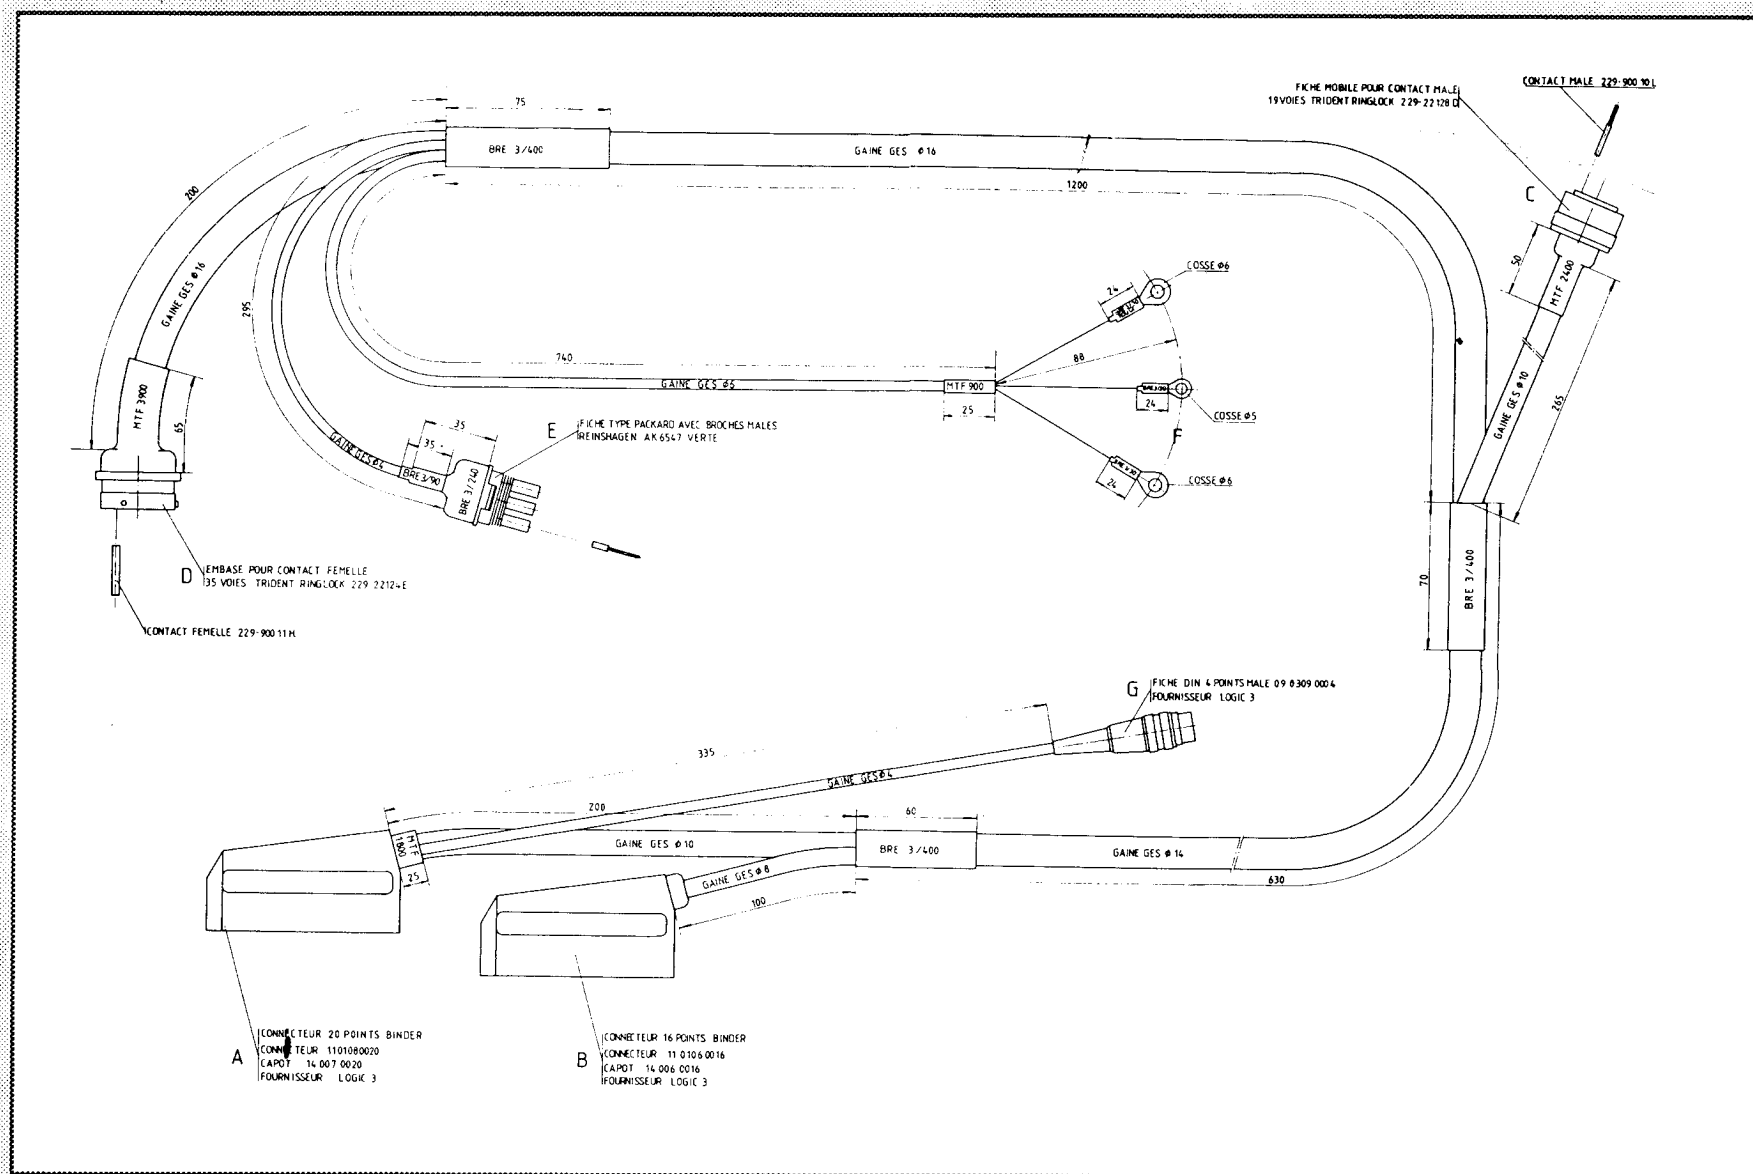 75
BRE 3/400
GAINE GES Ø16
1200
FICHE MOBILE POUR CONTACT MALE
19 VOIES TRIDENT RINGLOCK 229-22128 D
CONTACT MALE 229-900 10 L
C
50
MTF 2400
GAINE GES Ø10
265
200
GAINE GES Ø16
295
MTF 3900
65
740
GAINE GES Ø5
MTF 900
25
24
COSSE Ø6
88
24
COSSE Ø5
F
24
COSSE Ø6
GAINE GES Ø4
35
35
BRE 3/90
BRE 3/240
E
FICHE TYPE PACKARD AVEC BROCHES MALES
REINSHAGEN AK6547 VERTE
D
EMBASE POUR CONTACT FEMELLE
35 VOIES TRIDENT RINGLOCK 229 22124 E
CONTACT FEMELLE 229-900 11 H
70
BRE 3/400
G
FICHE DIN 4 POINTS MALE 09 0309 0004
FOURNISSEUR LOGIC 3
335
GAINE GES Ø4
200
60
MTF
1800
25
GAINE GES Ø10
BRE 3/400
GAINE GES Ø14
630
GAINE GES Ø8
100
A
CONNECTEUR 20 POINTS BINDER
CONNECTEUR 1101080020
CAPOT 14 007 0020
FOURNISSEUR LOGIC 3
B
CONNECTEUR 16 POINTS BINDER
CONNECTEUR 11 0106 0016
CAPOT 14 006 0016
FOURNISSEUR LOGIC 3